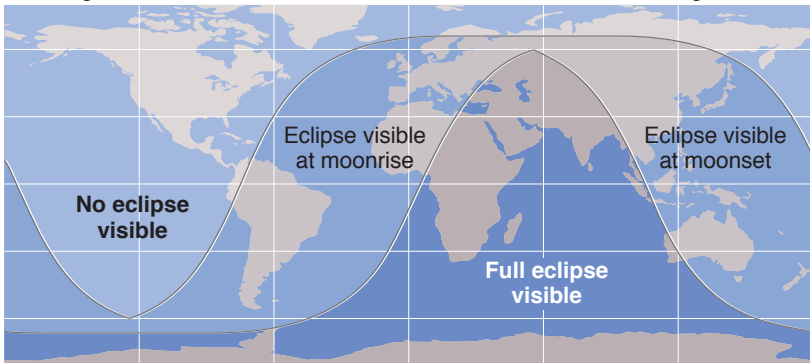 Eclipse visible
at moonrise
Eclipse visible
at moonset
No eclipse
visible
Full eclipse
visible